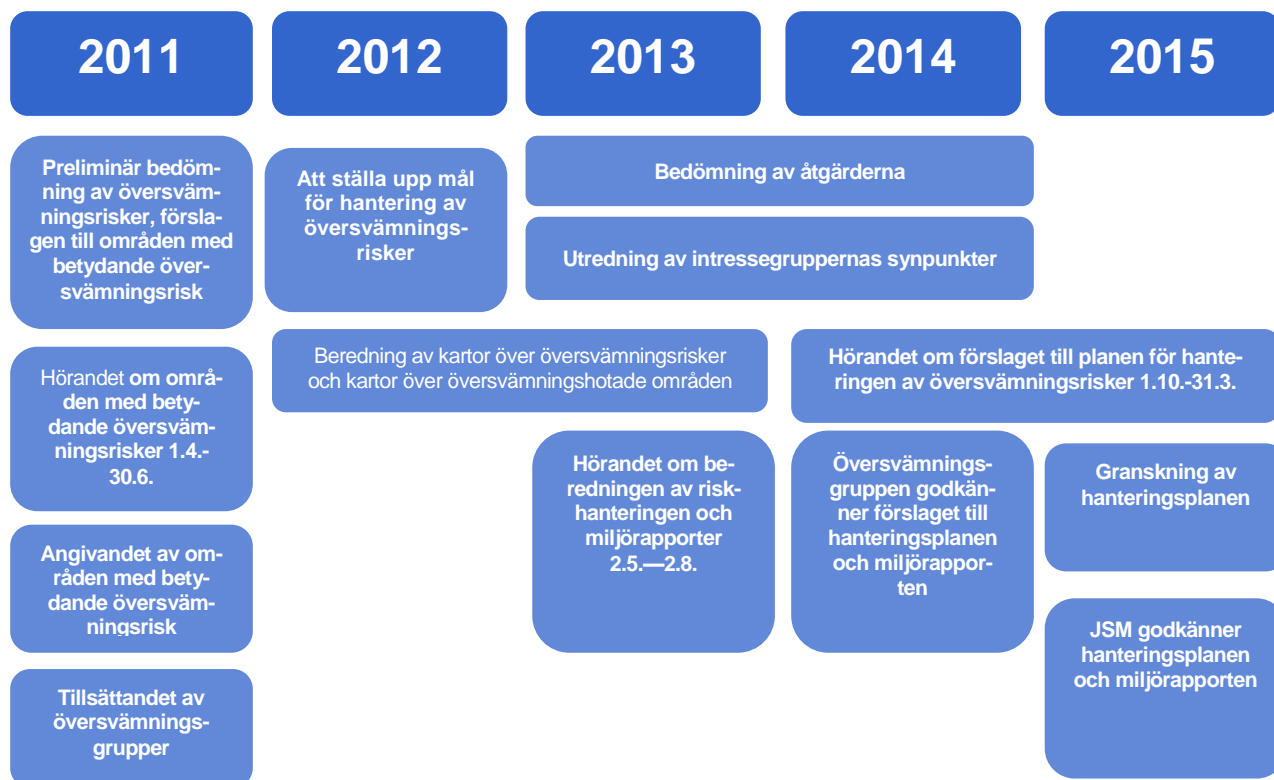 2011
2012
2013
2014
2015
Preliminär bedöm-
ning av översväm-
ningsrisker, försla-
gen till områden med
betydande över-
svämningsrisk
Att ställa upp mål
för hantering av
översvämnings-
risker
Bedömning av åtgärderna
Utredning av intressegruppernas synpunkter
Hörandet om områ-
den med bety-
dande översväm-
ningsrisker 1.4.-
30.6.
Beredning av kartor över översvämningsrisker
och kartor över översvämningshotade områden
Hörandet om förslaget till planen för hante-
ringen av översvämningsrisker 1.10.-31.3.
Hörandet om be-
redningen av risk-
hanteringen och
miljörapporter
2.5.—2.8.
Översvämnings-
gruppen godkän-
ner förslaget till
hanteringsplanen
och miljörappor-
ten
Granskning av
hanteringsplanen
Angivandet av om-
råden med bety-
dande översväm-
ningsrisk
JSM godkänner
hanteringsplanen
och miljörapporten
Tillsättandet av
översvämnings-
grupper